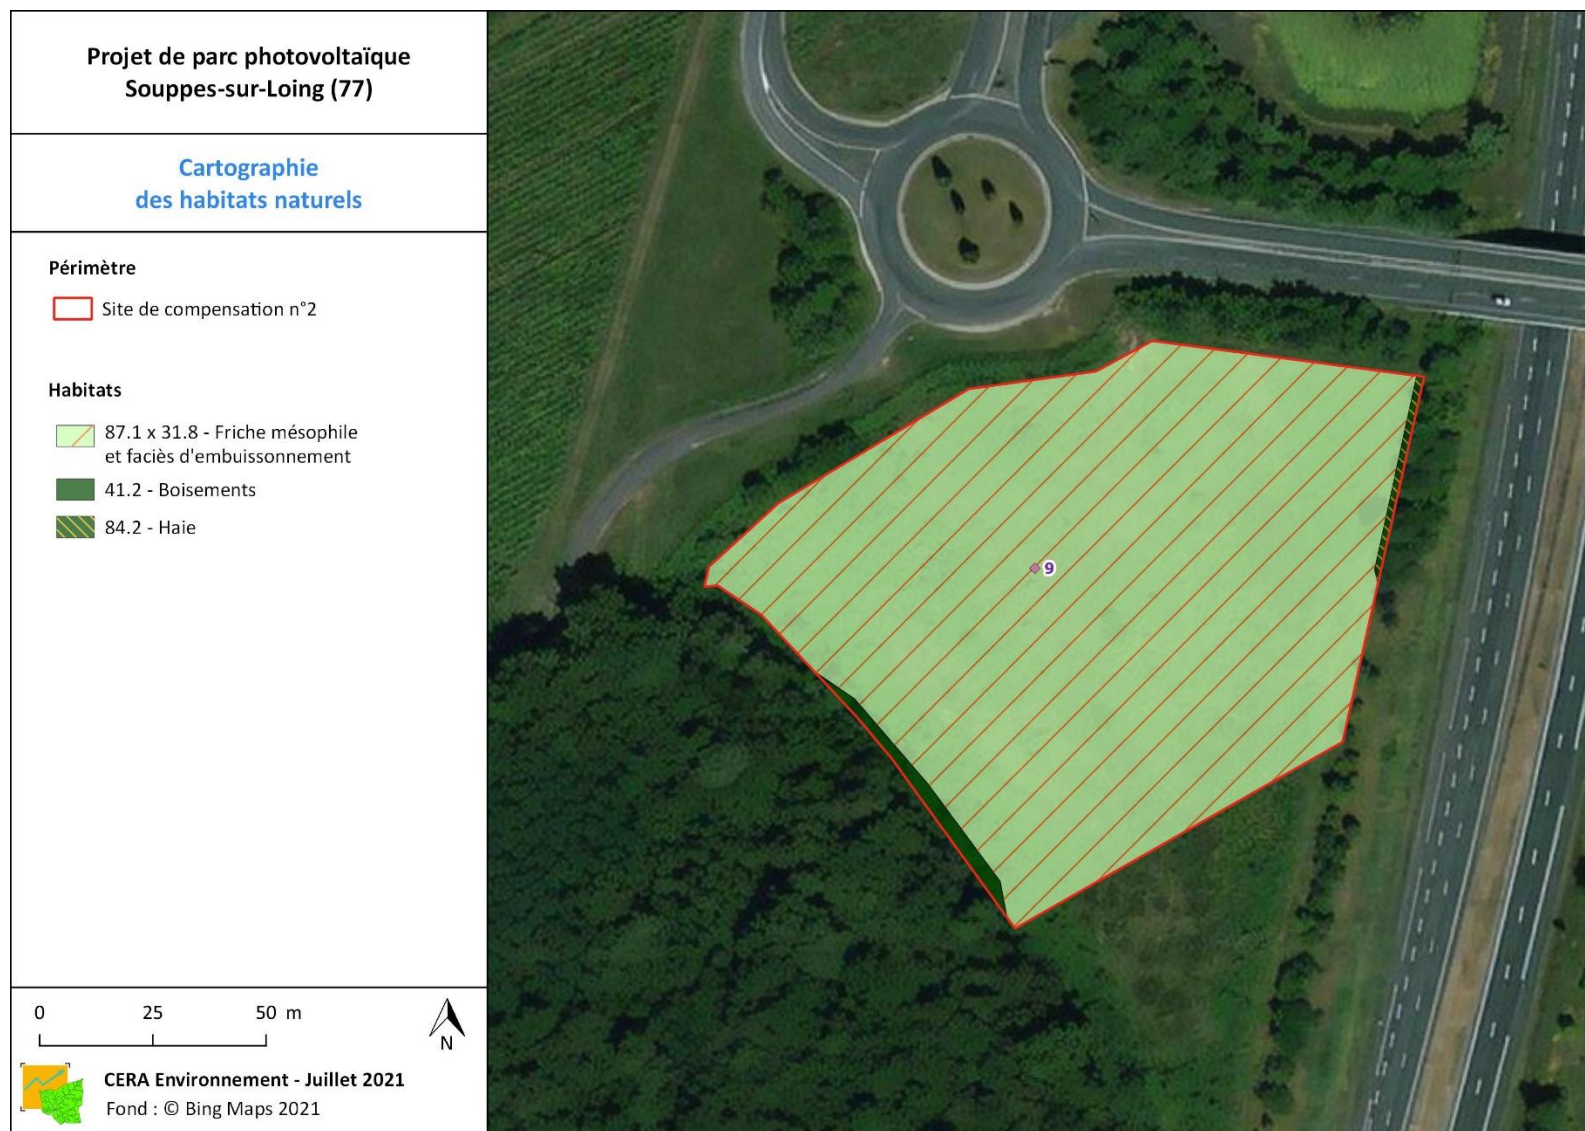 Projet de parc photovoltaïque
Souppes-sur-Loing (77)
Cartographie
des habitats naturels
Périmètre
Site de compensation n°2
Habitats
87.1 x 31.8 - Friche mésophile
et faciès d'embuissonnement
41.2 - Boisements
84.2 - Haie
0 25 50 m
N
CERA Environnement - Juillet 2021
Fond : © Bing Maps 2021
9